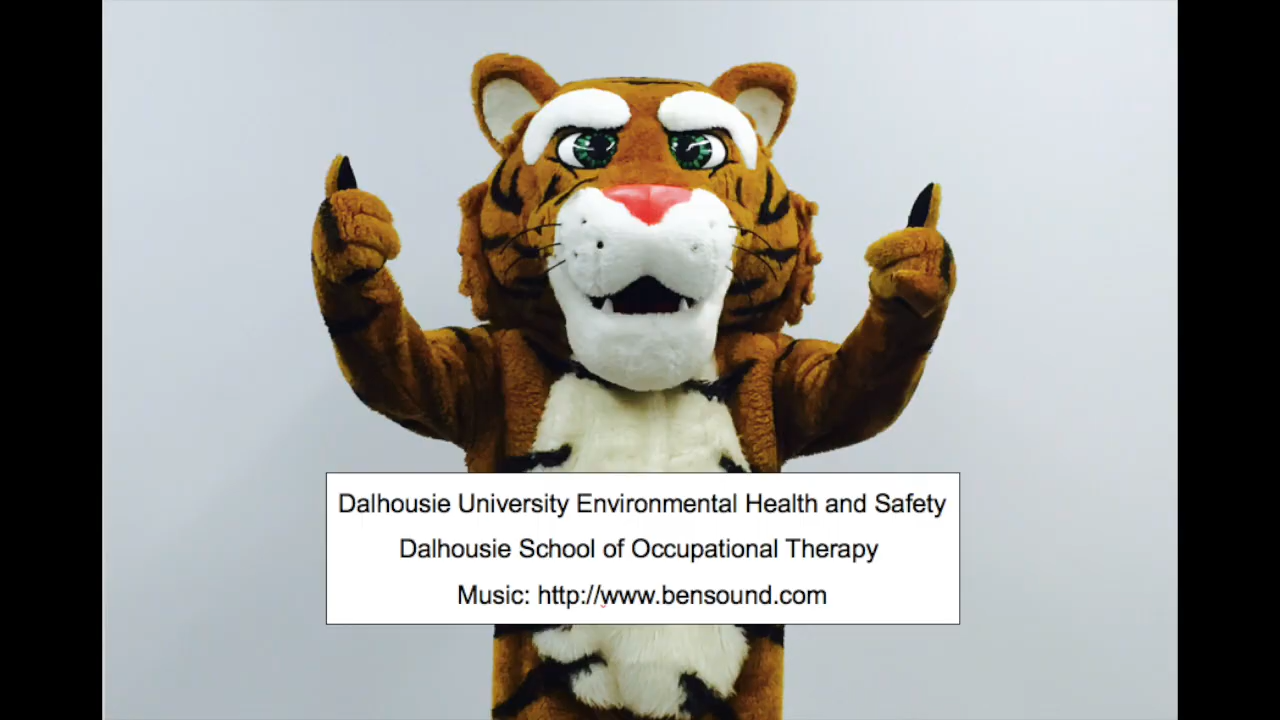 Dalhousie University Environmental Health and Safety
Dalhousie School of Occupational Therapy
Music: http://www.bensound.com